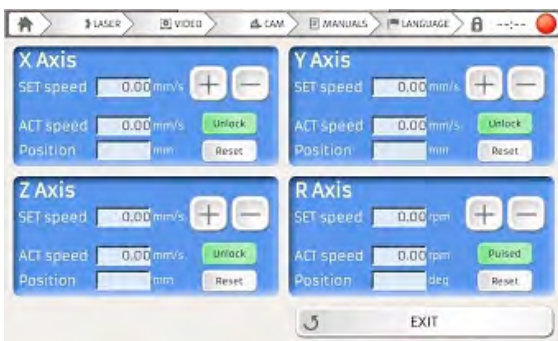 LASER VIDEO CAM MANUALS LANGUAGE --:--
X Axis
SET speed 0.00 mm/s + −
ACT speed 0.00 mm/s Unlock
Position mm Reset
Y Axis
SET speed 0.00 mm/s + −
ACT speed 0.00 mm/s Unlock
Position mm Reset
Z Axis
SET speed 0.00 mm/s + −
ACT speed 0.00 mm/s Unlock
Position mm Reset
R Axis
SET speed 0.00 rpm + −
ACT speed 0.00 rpm Pulsed
Position deg Reset
EXIT